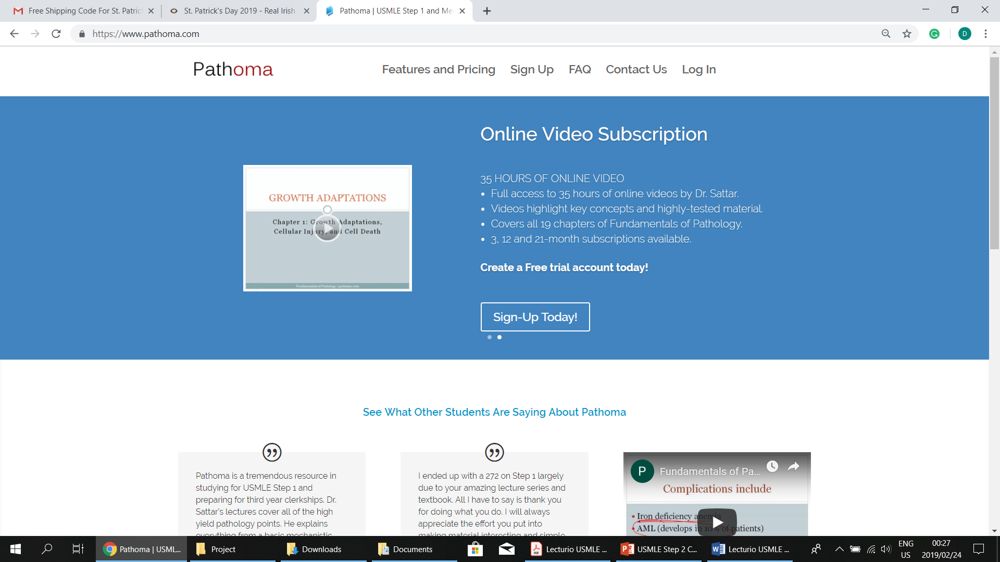 Free Shipping Code For St. Patric
St. Patrick's Day 2019 - Real Irish
Pathoma | USMLE Step 1 and Me
https://www.pathoma.com
D
Pathoma
Features and Pricing
Sign Up
FAQ
Contact Us
Log In
Online Video Subscription
35 HOURS OF ONLINE VIDEO
• Full access to 35 hours of online videos by Dr. Sattar.
• Videos highlight key concepts and highly-tested material.
• Covers all 19 chapters of Fundamentals of Pathology.
• 3, 12 and 21-month subscriptions available.
Create a Free trial account today!
Sign-Up Today!
GROWTH ADAPTATIONS
Chapter 1: Growth Adaptations,
Cellular Injury, and Cell Death
Fundamentals of Pathology | pathoma.com
See What Other Students Are Saying About Pathoma
Pathoma is a tremendous resource in
studying for USMLE Step 1 and
preparing for third year clerkships. Dr.
Sattar's lectures cover all of the high
yield pathology points. He explains
everything from a basic mechanistic
I ended up with a 272 on Step 1 largely
due to your amazing lecture series and
textbook. All I have to say is thank you
for doing what you do. I will always
appreciate the effort you put into
making material interesting and simple
P
Fundamentals of Pa...
Complications include
• Iron deficiency anemia
• AML (develops in 10% of patients)
Pathoma | USML...
Project
Downloads
Documents
Lecturio USMLE ...
USMLE Step 2 C...
Lecturio USMLE ...
ENG
US
00:27
2019/02/24